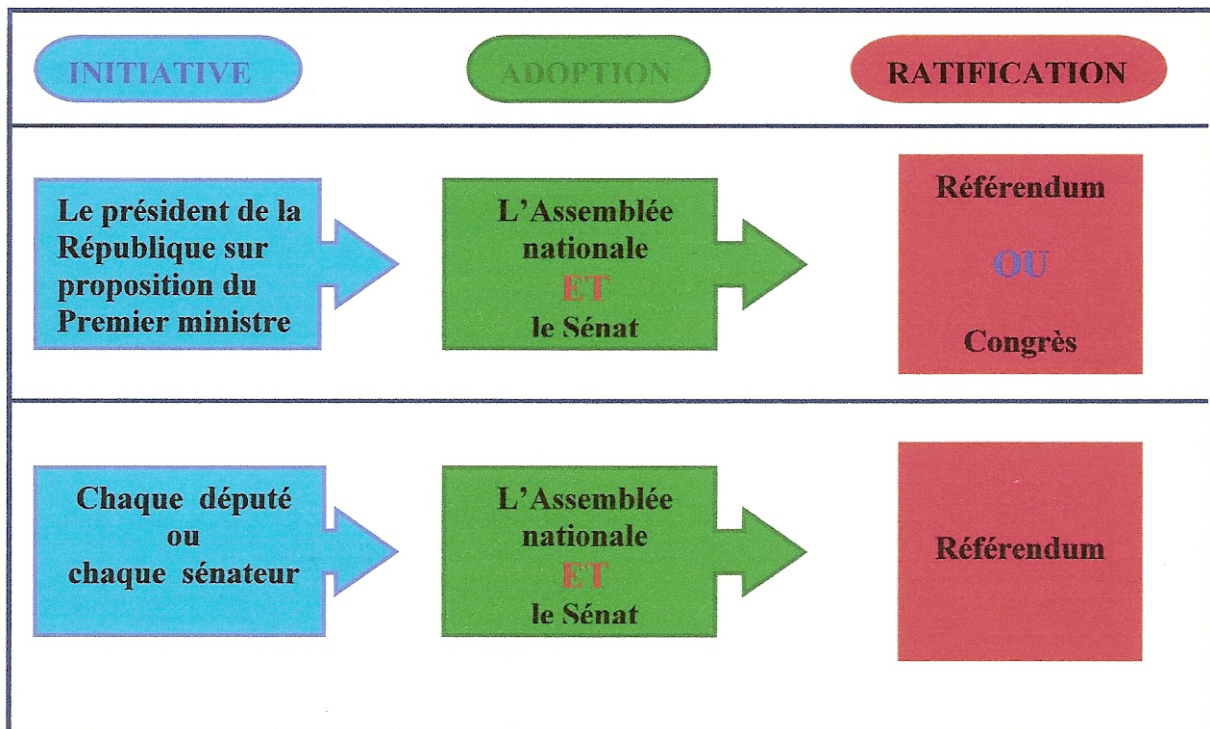 INITIATIVE
ADOPTION
RATIFICATION
Le président de la
République sur
proposition du
Premier ministre
L'Assemblée
nationale
ET
le Sénat
Référendum
OU
Congrès
Chaque député
ou
chaque sénateur
L'Assemblée
nationale
ET
le Sénat
Référendum